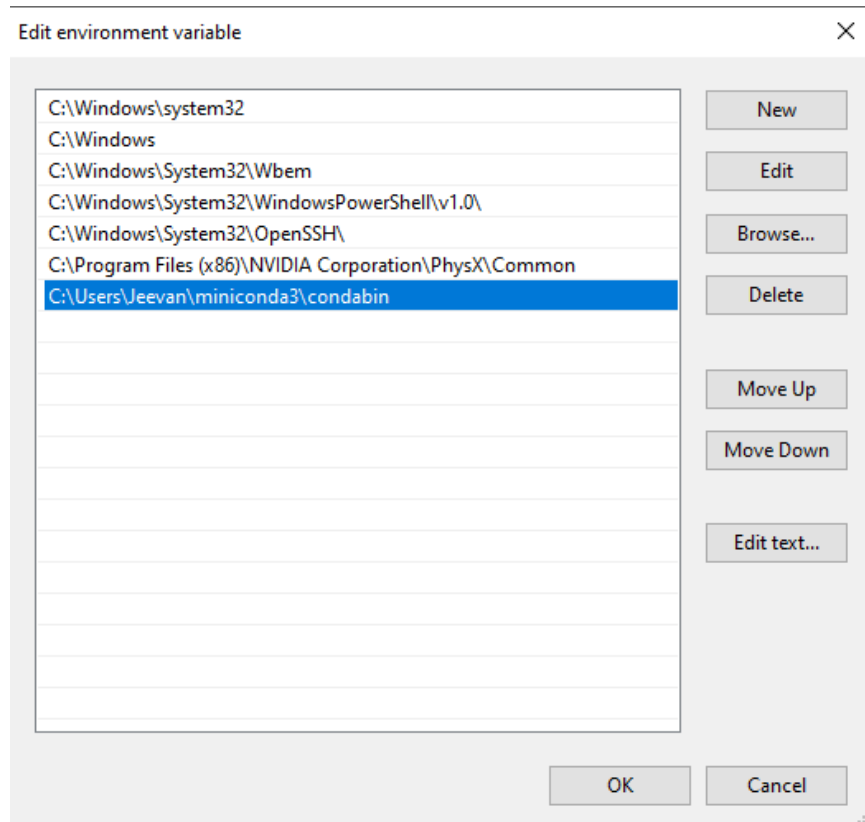 Edit environment variable
C:\Windows\system32
C:\Windows
C:\Windows\System32\Wbem
C:\Windows\System32\WindowsPowerShell\v1.0\
C:\Windows\System32\OpenSSH\
C:\Program Files (x86)\NVIDIA Corporation\PhysX\Common
C:\Users\Jeevan\miniconda3\condabin
New
Edit
Browse...
Delete
Move Up
Move Down
Edit text...
OK
Cancel